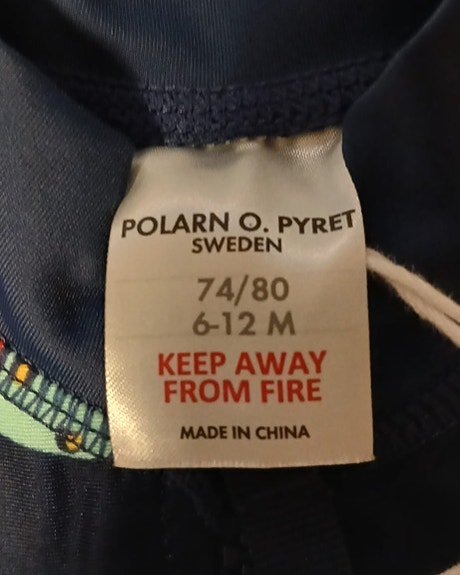 POLARN O. PYRET
SWEDEN
74/80
6-12 M
KEEP AWAY
FROM FIRE
MADE IN CHINA